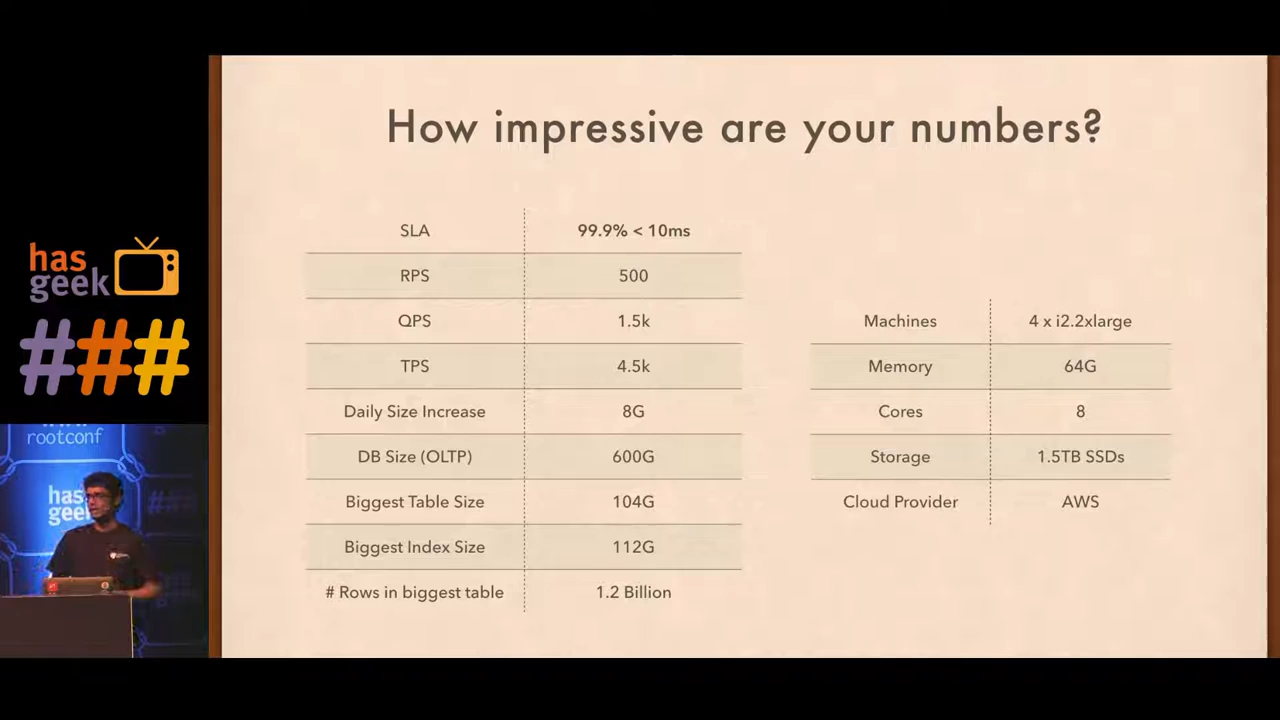 How impressive are your numbers?
SLA 99.9% < 10ms
RPS 500
QPS 1.5k
TPS 4.5k
Daily Size Increase 8G
DB Size (OLTP) 600G
Biggest Table Size 104G
Biggest Index Size 112G
# Rows in biggest table 1.2 Billion
Machines 4 x i2.2xlarge
Memory 64G
Cores 8
Storage 1.5TB SSDs
Cloud Provider AWS
has
geek
###
rootconf
has
geek